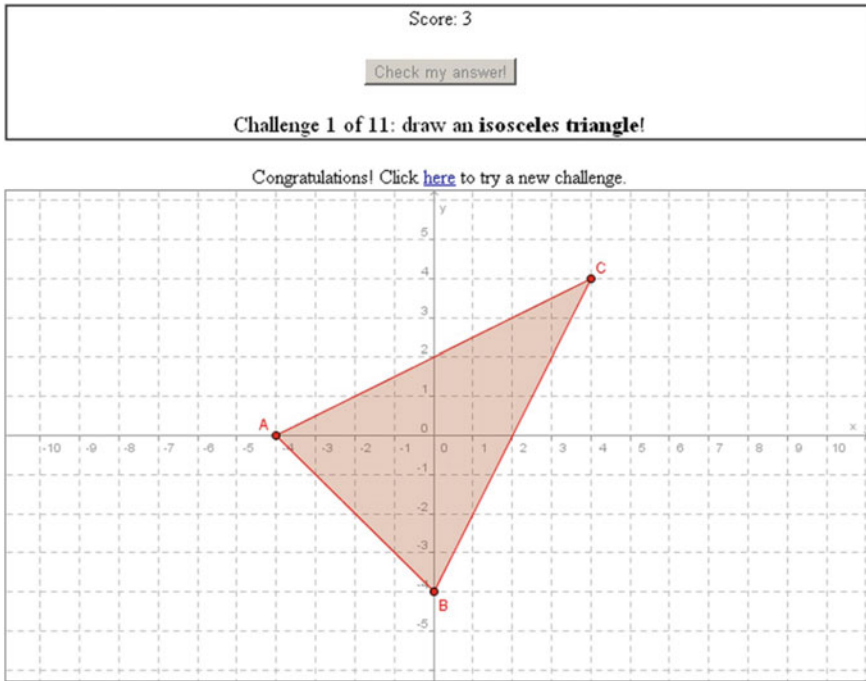 Score: 3
Check my answer!
Challenge 1 of 11: draw an isosceles triangle!
Congratulations! Click here to try a new challenge.
y
5
4
3
2
1
0
-1
-2
-3
-4
-5
C
A
B
x
-10 -9 -8 -7 -6 -5 -4 -3 -2 -1 0 1 2 3 4 5 6 7 8 9 10